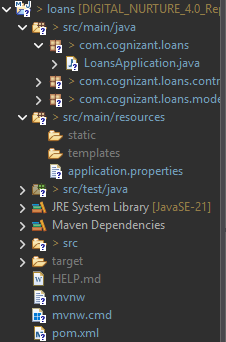 > loans [DIGITAL_NURTURE_4.0_Re
> src/main/java
> com.cognizant.loans
> LoansApplication.java
> com.cognizant.loans.contr
> com.cognizant.loans.mode
> src/main/resources
static
templates
application.properties
> src/test/java
JRE System Library [JavaSE-21]
Maven Dependencies
> src
target
HELP.md
mvnw
mvnw.cmd
pom.xml